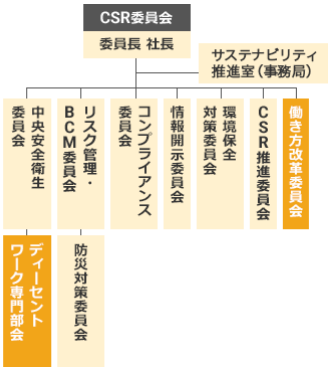 CSR委員会
委員長 社長
サステナビリティ
推進室（事務局）
中央安全衛生
委員会
リスク管理・
BCM委員会
コンプライアンス
委員会
情報開示委員会
環境保全
対策委員会
CSR推進委員会
働き方改革委員会
ディーセント
ワーク専門部会
防災対策委員会